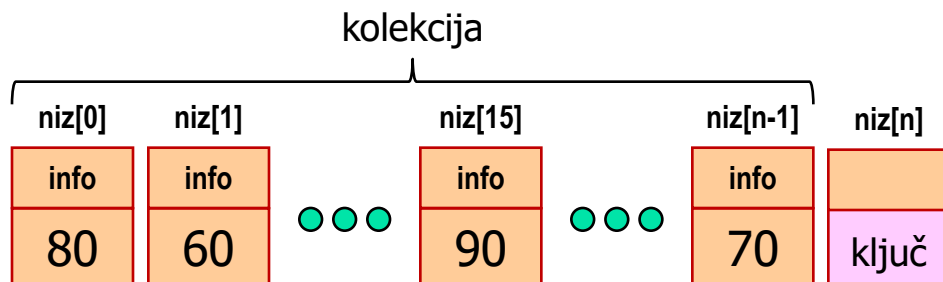 kolekcija
niz[0] niz[1] niz[15] niz[n-1] niz[n]
info info info info
80 60 90 70 ključ